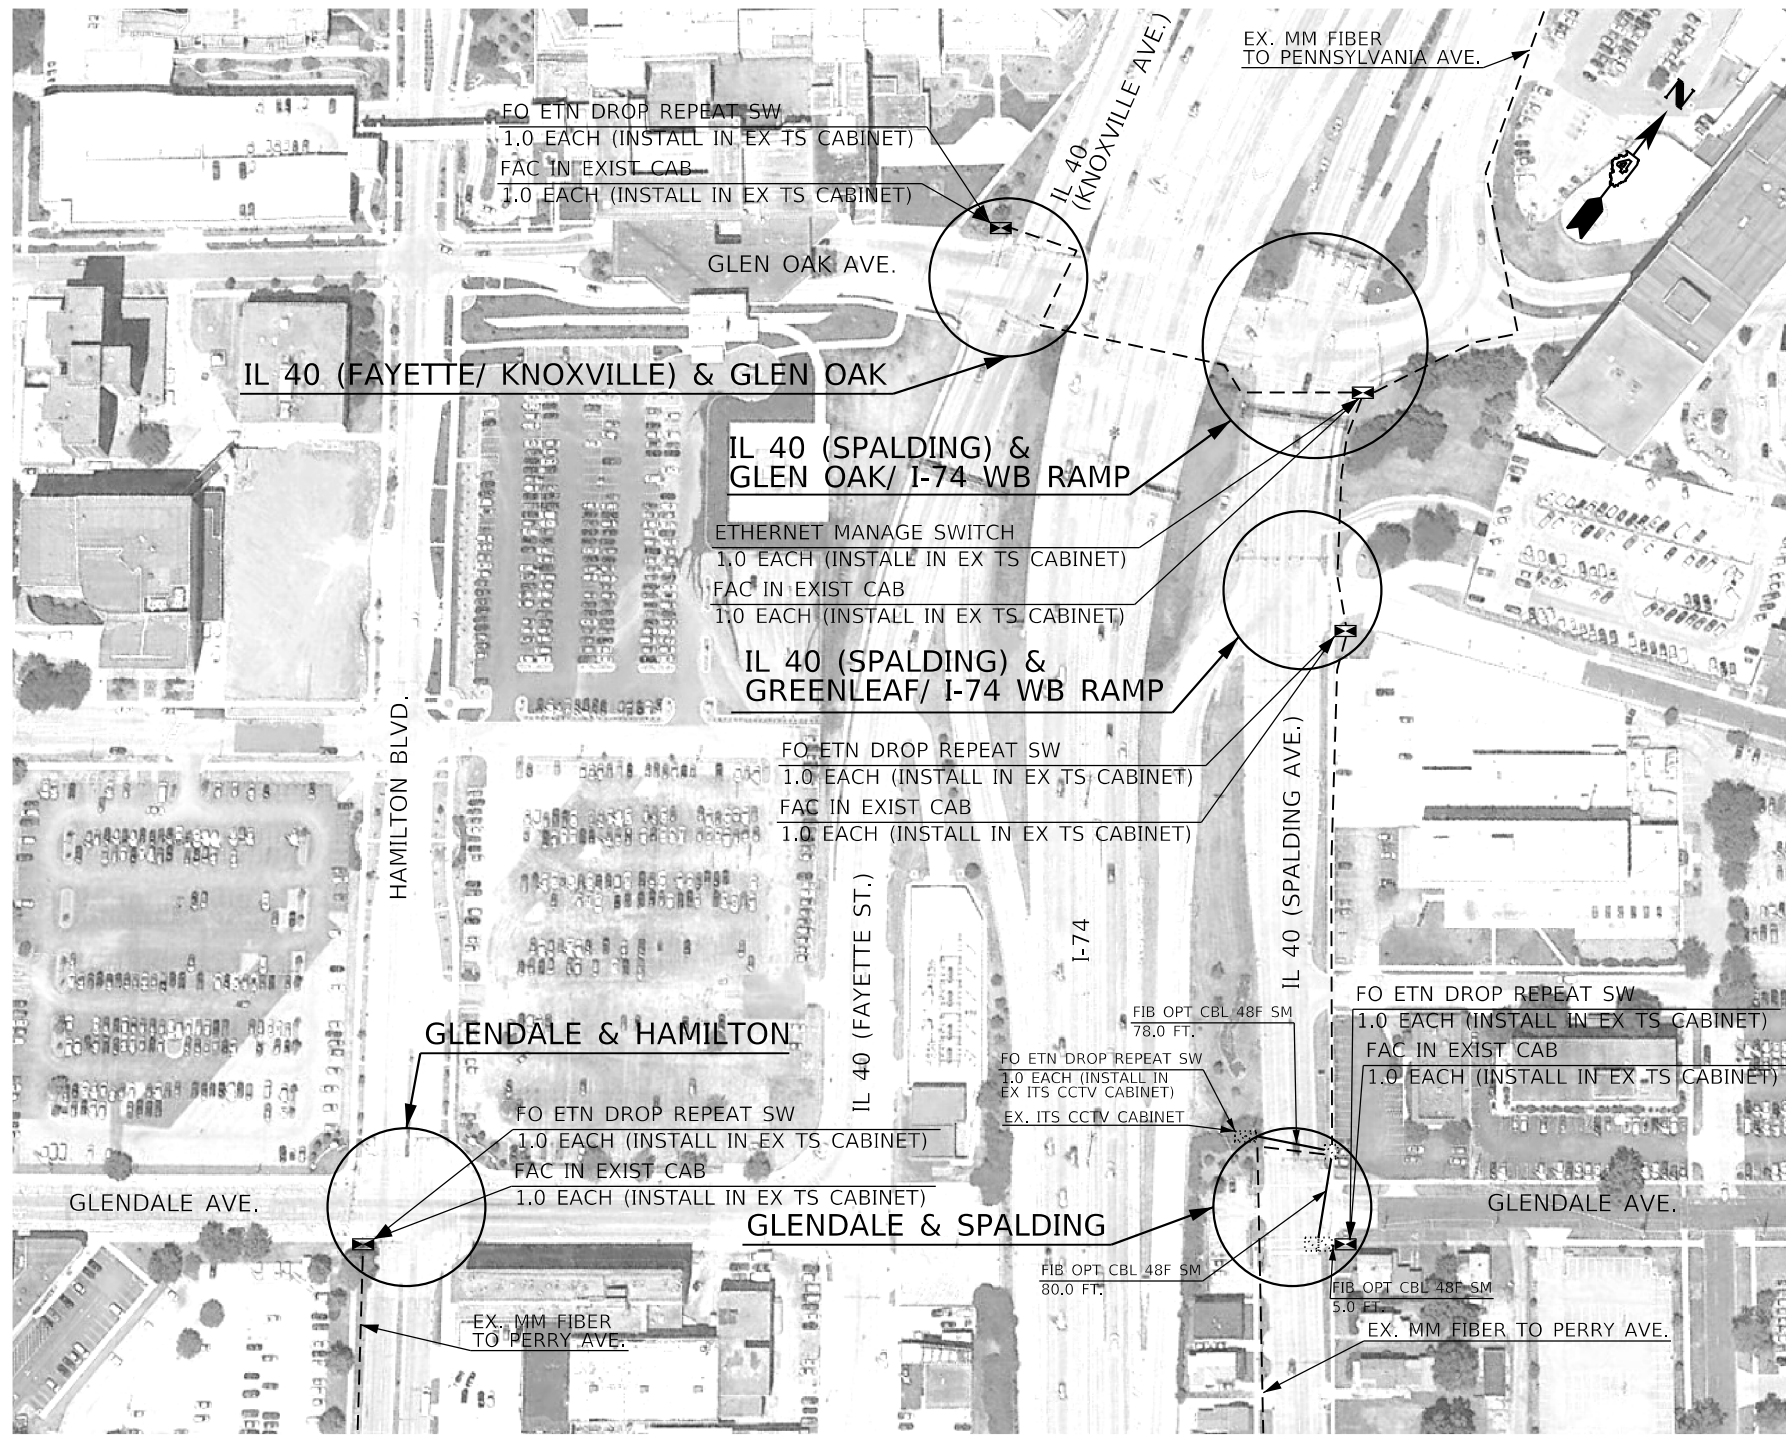 EX. MM FIBER
TO PENNSYLVANIA AVE.
N
IL 40
(KNOXVILLE AVE.)
FO ETN DROP REPEAT SW
1.0 EACH (INSTALL IN EX TS CABINET)
FAC IN EXIST CAB
1.0 EACH (INSTALL IN EX TS CABINET)
GLEN OAK AVE.
IL 40 (FAYETTE/ KNOXVILLE) & GLEN OAK
IL 40 (SPALDING) &
GLEN OAK/ I-74 WB RAMP
ETHERNET MANAGE SWITCH
1.0 EACH (INSTALL IN EX TS CABINET)
FAC IN EXIST CAB
1.0 EACH (INSTALL IN EX TS CABINET)
IL 40 (SPALDING) &
GREENLEAF/ I-74 WB RAMP
FO ETN DROP REPEAT SW
1.0 EACH (INSTALL IN EX TS CABINET)
FAC IN EXIST CAB
1.0 EACH (INSTALL IN EX TS CABINET)
HAMILTON BLVD.
IL 40 (FAYETTE ST.)
I-74
IL 40 (SPALDING AVE.)
FO ETN DROP REPEAT SW
1.0 EACH (INSTALL IN EX TS CABINET)
FAC IN EXIST CAB
1.0 EACH (INSTALL IN EX TS CABINET)
FIB OPT CBL 48F SM
78.0 FT.
FO ETN DROP REPEAT SW
1.0 EACH (INSTALL IN
EX ITS CCTV CABINET)
EX. ITS CCTV CABINET
GLENDALE & HAMILTON
FO ETN DROP REPEAT SW
1.0 EACH (INSTALL IN EX TS CABINET)
FAC IN EXIST CAB
1.0 EACH (INSTALL IN EX TS CABINET)
GLENDALE AVE.
GLENDALE & SPALDING
GLENDALE AVE.
FIB OPT CBL 48F SM
80.0 FT.
FIB OPT CBL 48F SM
5.0 FT.
EX. MM FIBER
TO PERRY AVE.
EX. MM FIBER TO PERRY AVE.